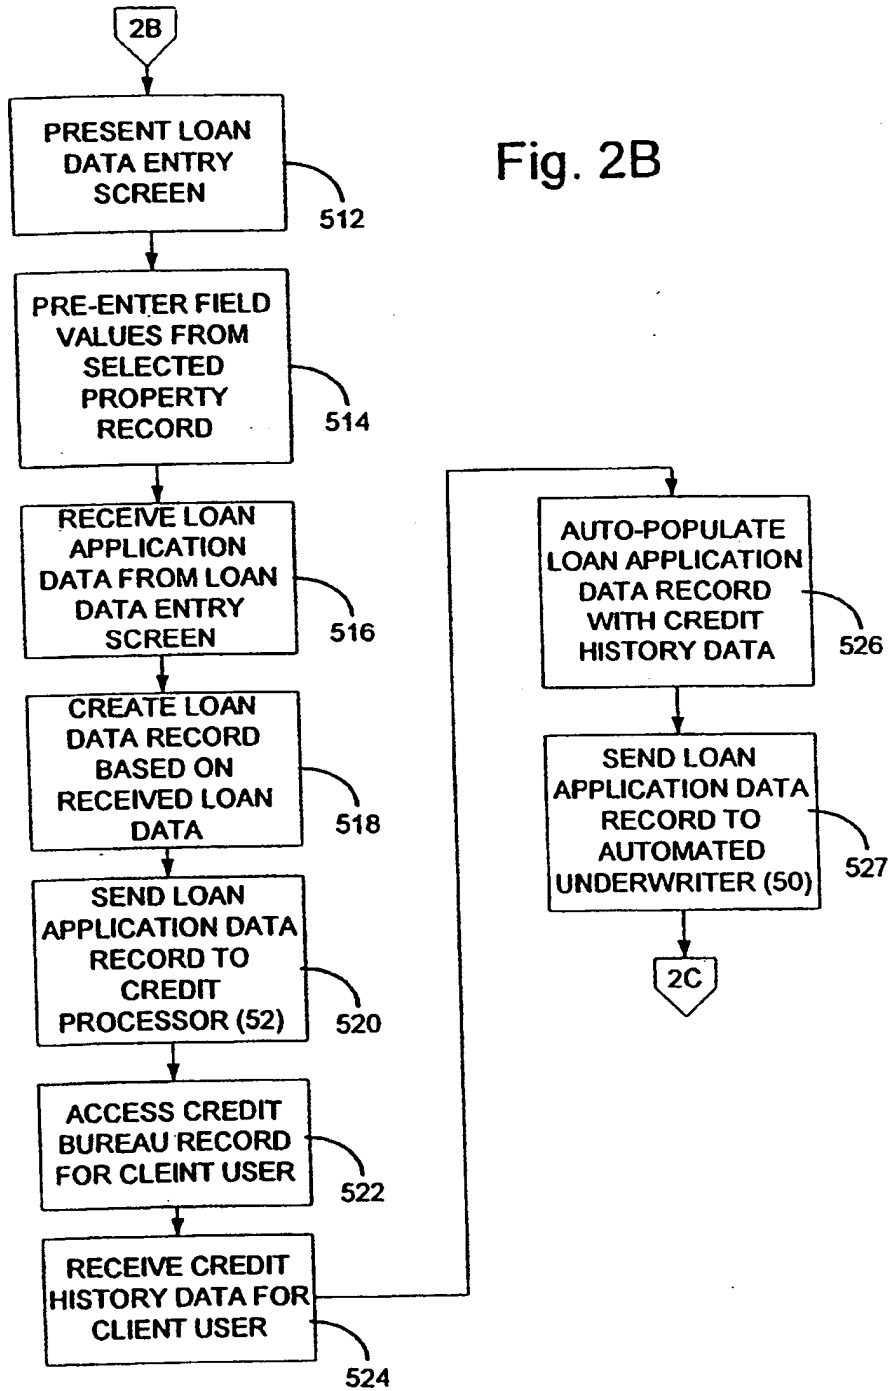 2B
PRESENT LOAN
DATA ENTRY
SCREEN
512
Fig. 2B
PRE-ENTER FIELD
VALUES FROM
SELECTED
PROPERTY
RECORD
514
RECEIVE LOAN
APPLICATION
DATA FROM LOAN
DATA ENTRY
SCREEN
516
CREATE LOAN
DATA RECORD
BASED ON
RECEIVED LOAN
DATA
518
SEND LOAN
APPLICATION DATA
RECORD TO
CREDIT
PROCESSOR (52)
520
ACCESS CREDIT
BUREAU RECORD
FOR CLEINT USER
522
RECEIVE CREDIT
HISTORY DATA FOR
CLIENT USER
524
AUTO-POPULATE
LOAN APPLICATION
DATA RECORD
WITH CREDIT
HISTORY DATA
526
SEND LOAN
APPLICATION DATA
RECORD TO
AUTOMATED
UNDERWRITER (50)
527
2C